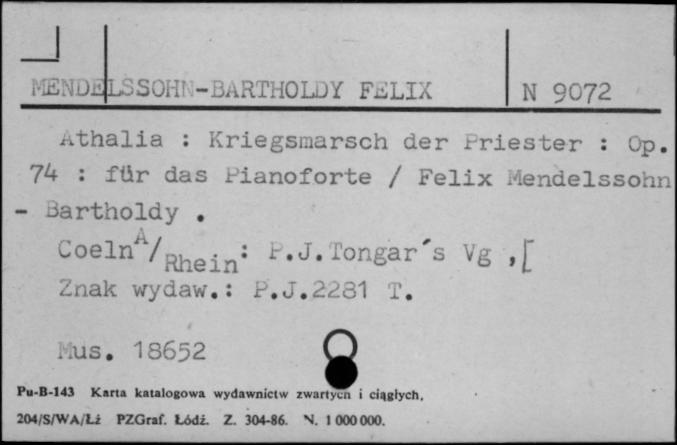 MENDELSSOHN-BARTHOLDY FELIX N 9072
Athalia : Kriegsmarsch der Priester : Op.
74 : für das Pianoforte / Felix Mendelssohn
- Bartholdy .
Coeln A/Rhein: P.J.Tongar´s Vg ,[
Znak wydaw.: P.J.2281 T.
Mus. 18652
Pu-B-143 Karta katalogowa wydawnictw zwartych i ciągłych,
204/S/WA/Łź PZGraf. Łódź. Z. 304-86. N. 1 000 000.